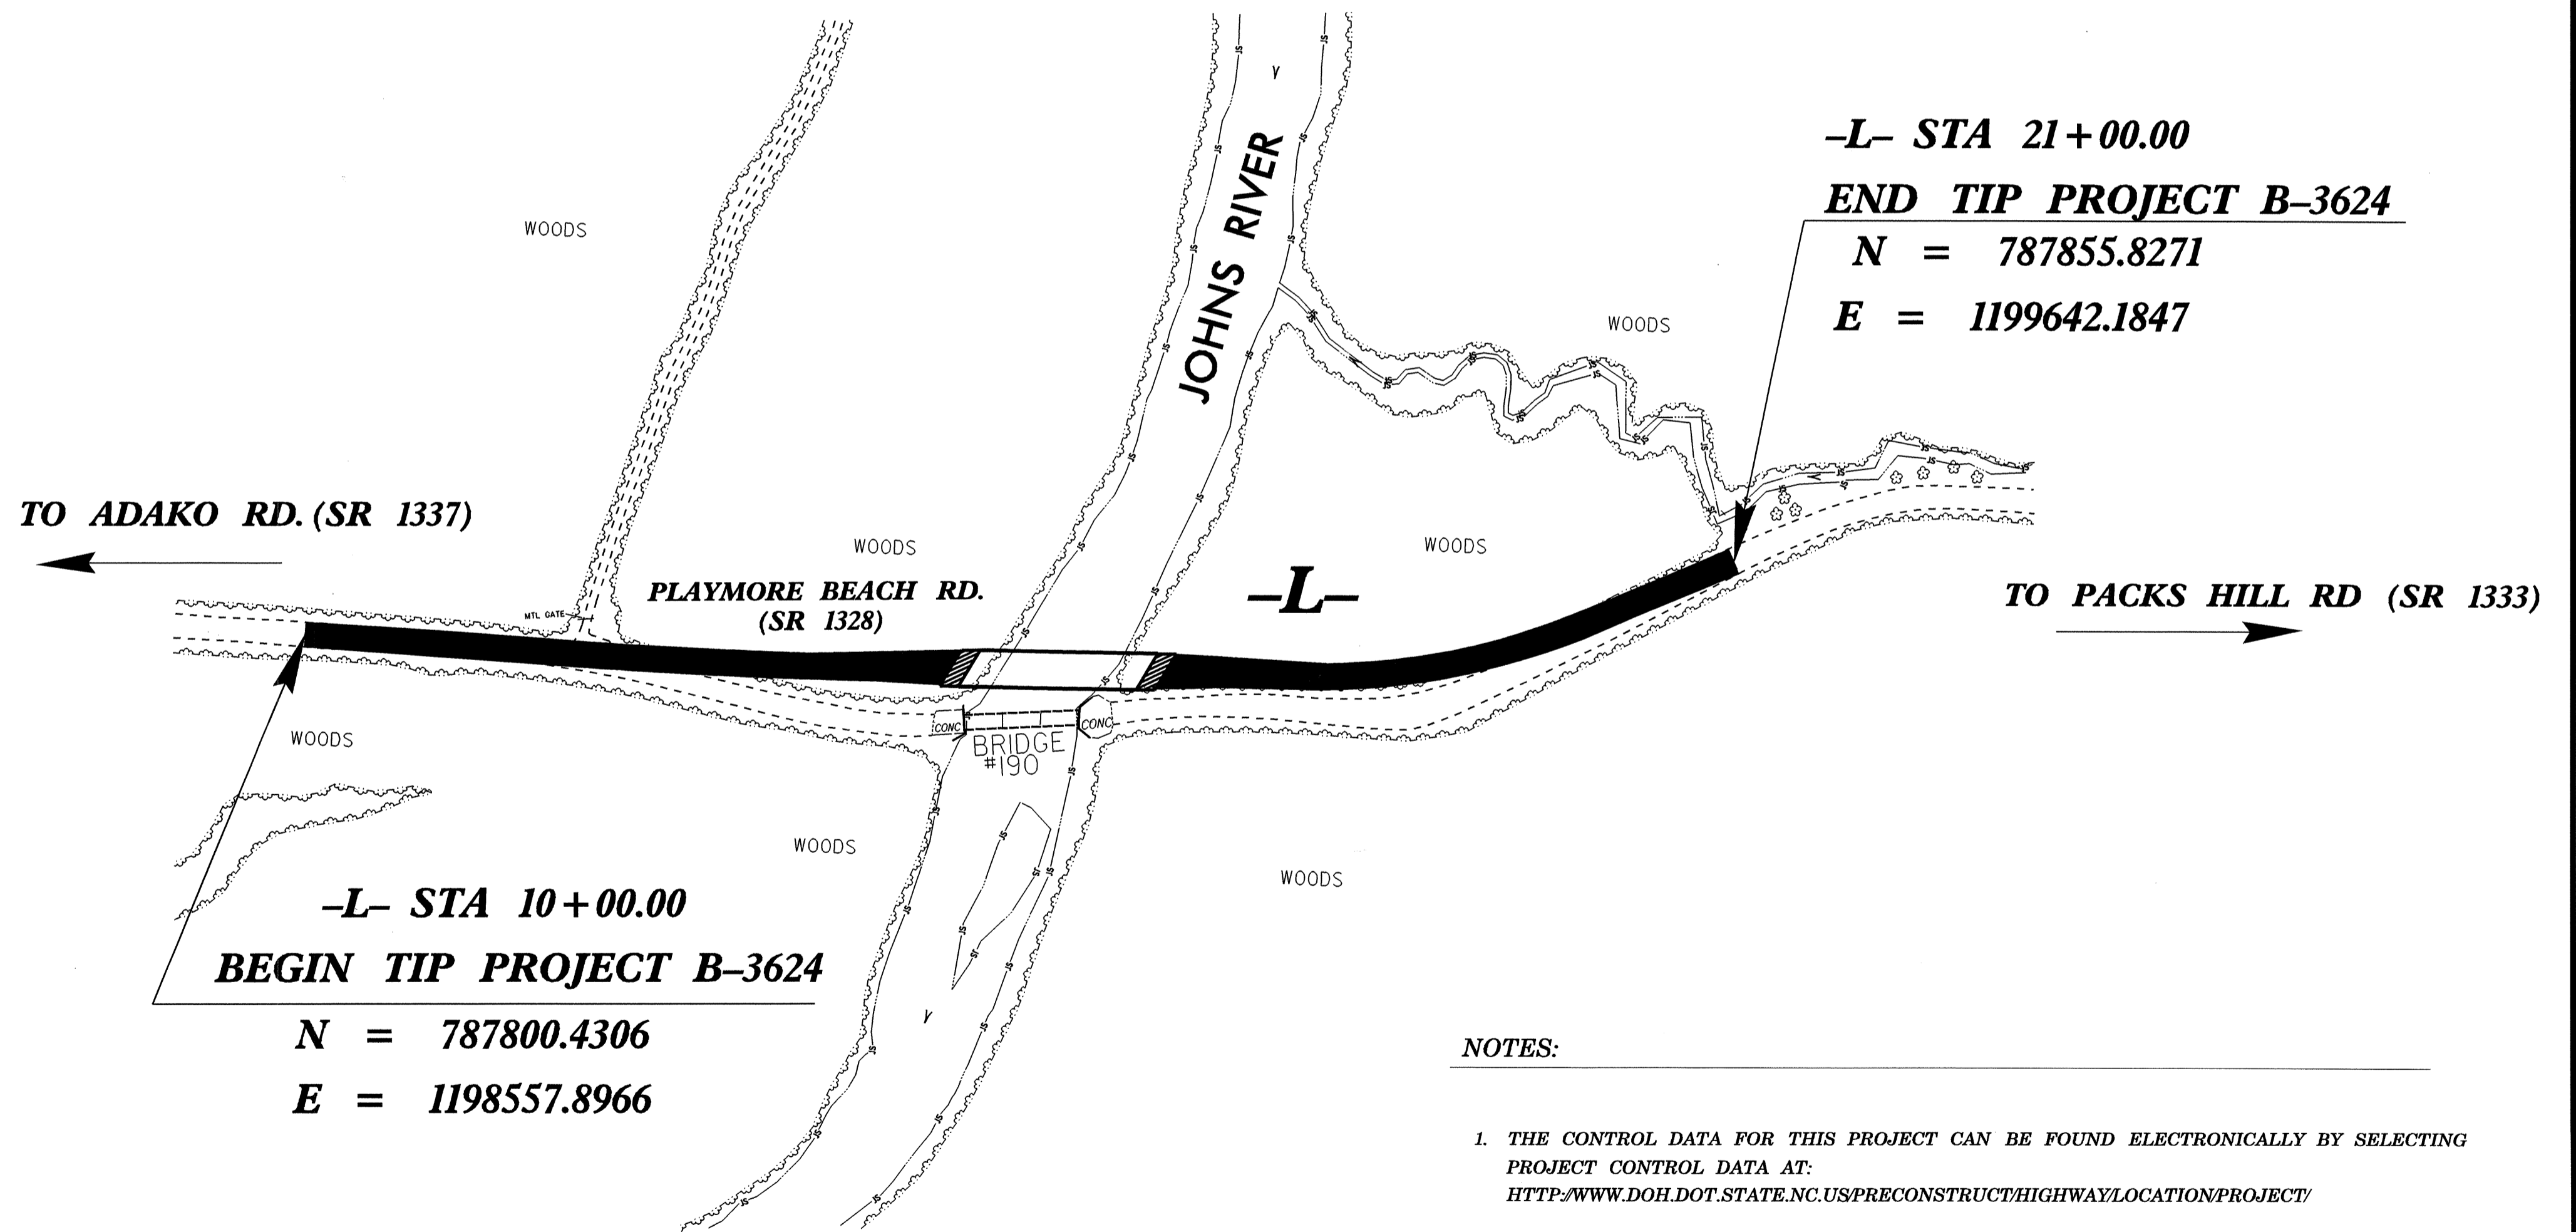 -L- STA 21+00.00
END TIP PROJECT B-3624
N = 787855.8271
E = 1199642.1847
JOHNS RIVER
WOODS
WOODS
TO ADAKO RD. (SR 1337)
WOODS
WOODS
MTL GATE
PLAYMORE BEACH RD.
(SR 1328)
-L-
TO PACKS HILL RD (SR 1333)
CONC
CONC
BRIDGE
#190
WOODS
WOODS
WOODS
-L- STA 10+00.00
BEGIN TIP PROJECT B-3624
N = 787800.4306
E = 1198557.8966
NOTES:
1. THE CONTROL DATA FOR THIS PROJECT CAN BE FOUND ELECTRONICALLY BY SELECTING
PROJECT CONTROL DATA AT:
HTTP://WWW.DOH.DOT.STATE.NC.US/PRECONSTRUCT/HIGHWAY/LOCATION/PROJECT/